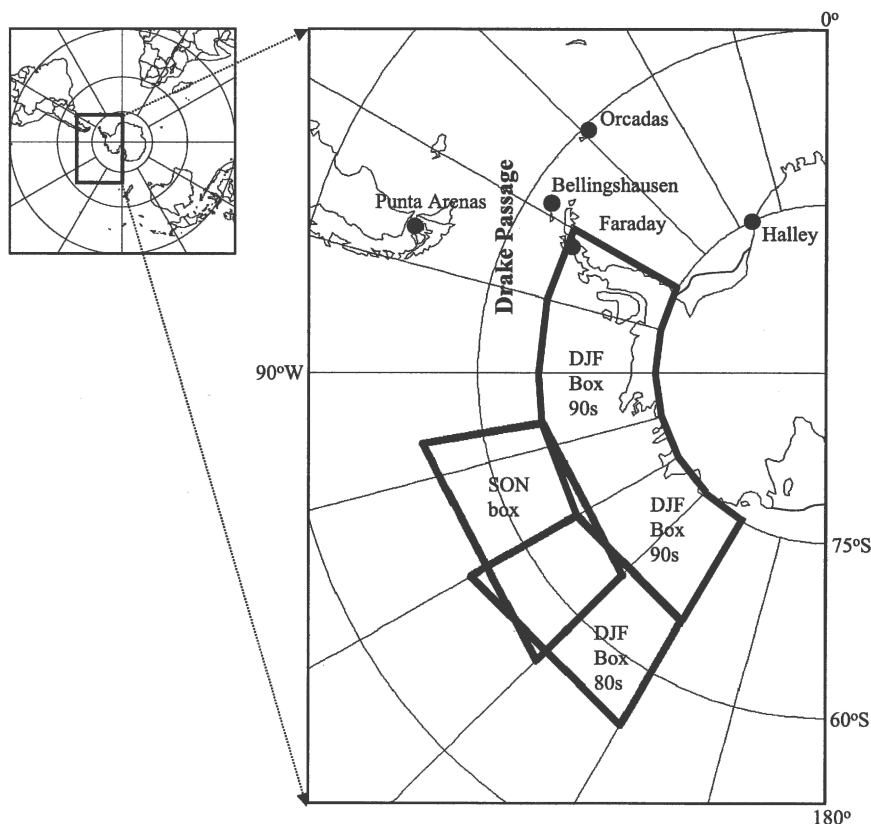 0º
Orcadas
Bellingshausen
Punta Arenas
Faraday
Halley
Drake Passage
90ºW
DJF
Box
90s
SON
box
DJF
Box
90s
75ºS
DJF
Box
80s
60ºS
180º